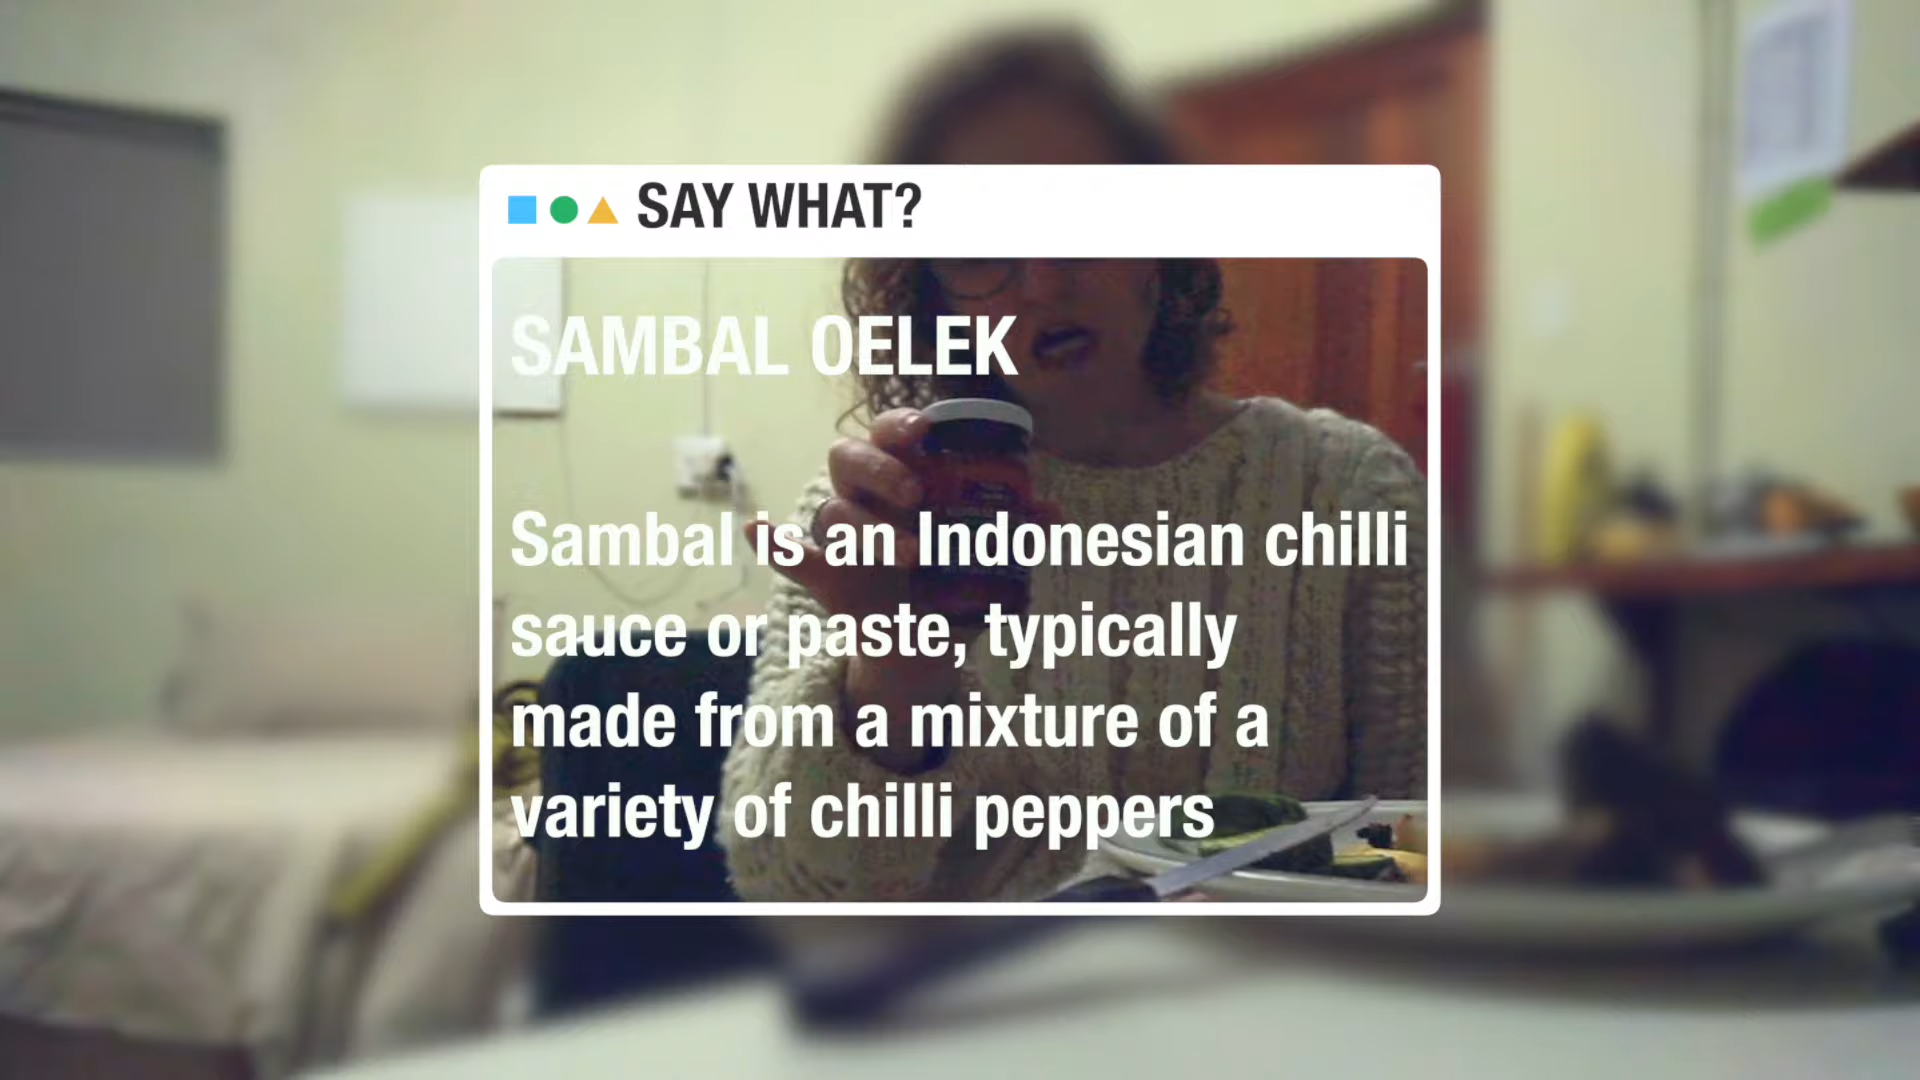 SAY WHAT?
SAMBAL OELEK
Sambal is an Indonesian chilli
sauce or paste, typically
made from a mixture of a
variety of chilli peppers